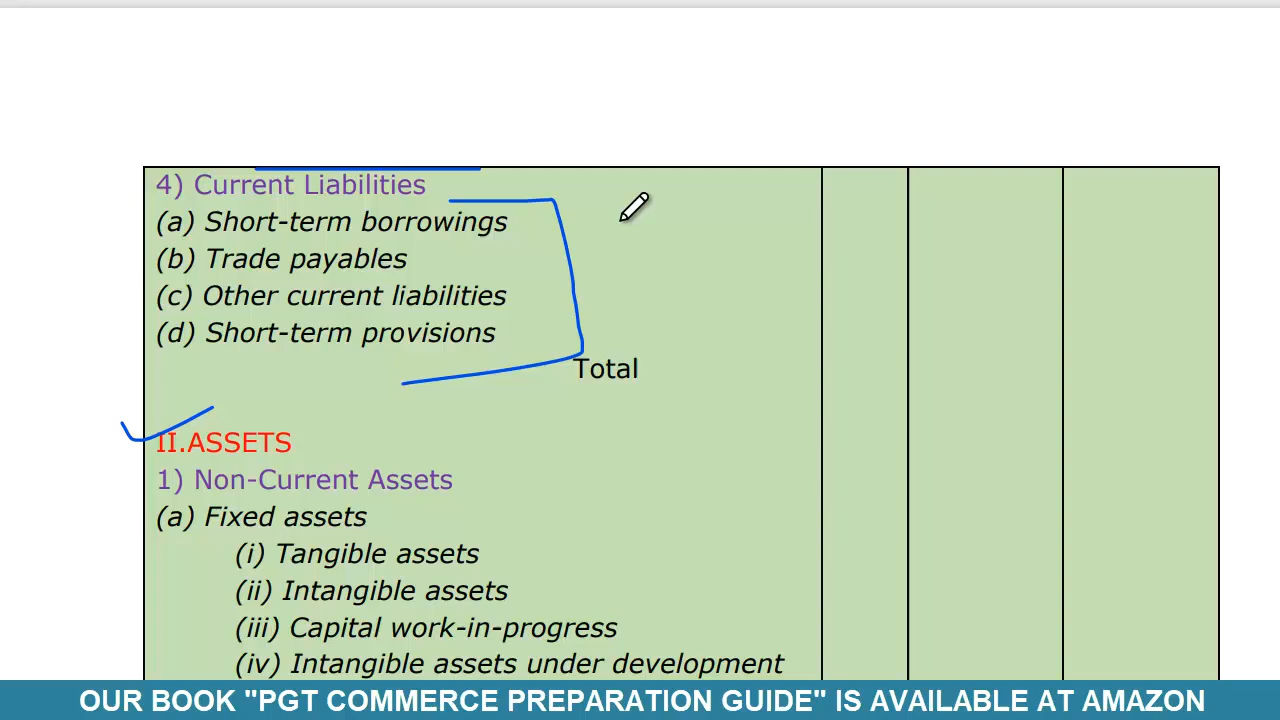 4) Current Liabilities
(a) Short-term borrowings
(b) Trade payables
(c) Other current liabilities
(d) Short-term provisions
Total
II.ASSETS
1) Non-Current Assets
(a) Fixed assets
(i) Tangible assets
(ii) Intangible assets
(iii) Capital work-in-progress
(iv) Intangible assets under development
OUR BOOK "PGT COMMERCE PREPARATION GUIDE" IS AVAILABLE AT AMAZON